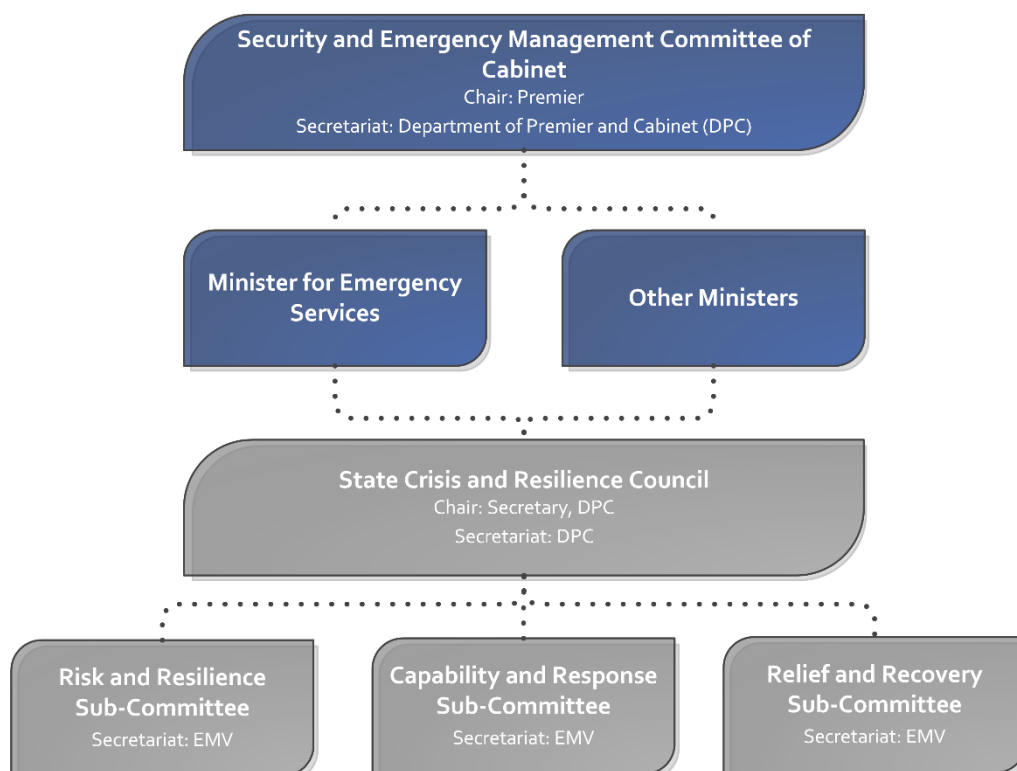 Security and Emergency Management Committee of
Cabinet
Chair: Premier
Secretariat: Department of Premier and Cabinet (DPC)
Minister for Emergency
Services
Other Ministers
State Crisis and Resilience Council
Chair: Secretary, DPC
Secretariat: DPC
Risk and Resilience
Sub-Committee
Secretariat: EMV
Capability and Response
Sub-Committee
Secretariat: EMV
Relief and Recovery
Sub-Committee
Secretariat: EMV